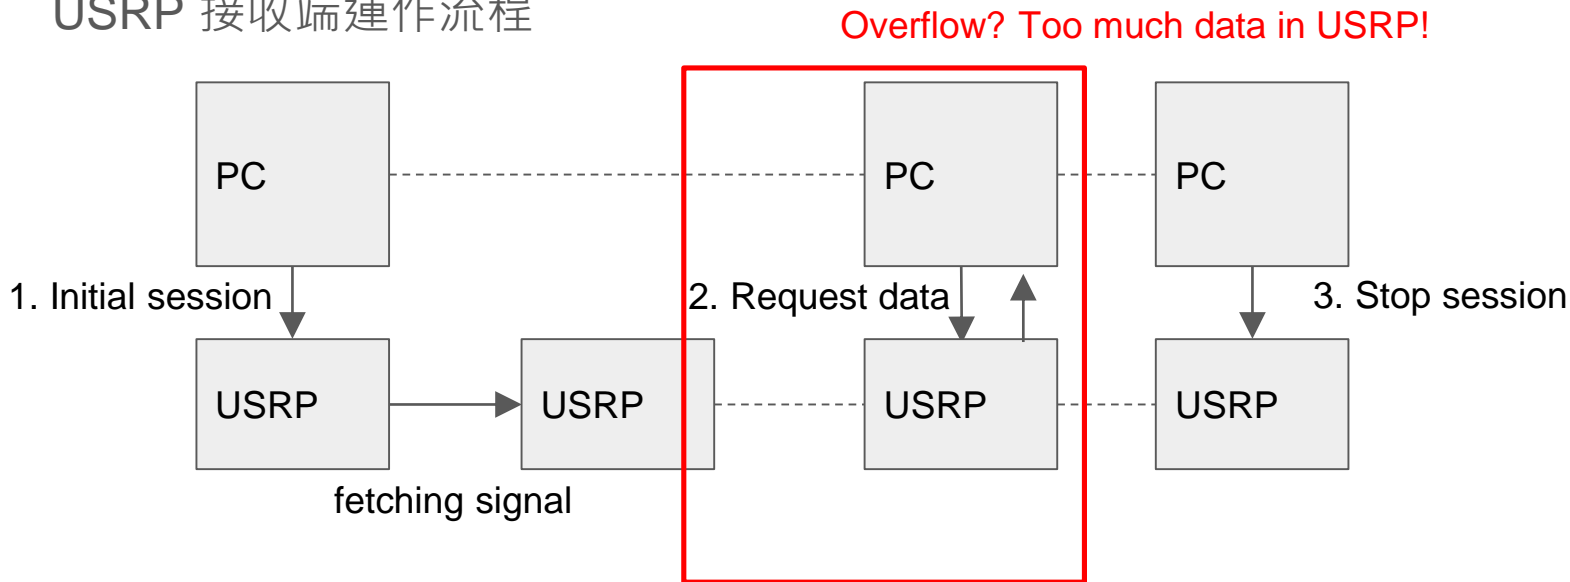 USRP 接收端運作流程
Overflow? Too much data in USRP!
PC
PC
PC
1. Initial session
2. Request data
3. Stop session
USRP
USRP
USRP
USRP
fetching signal